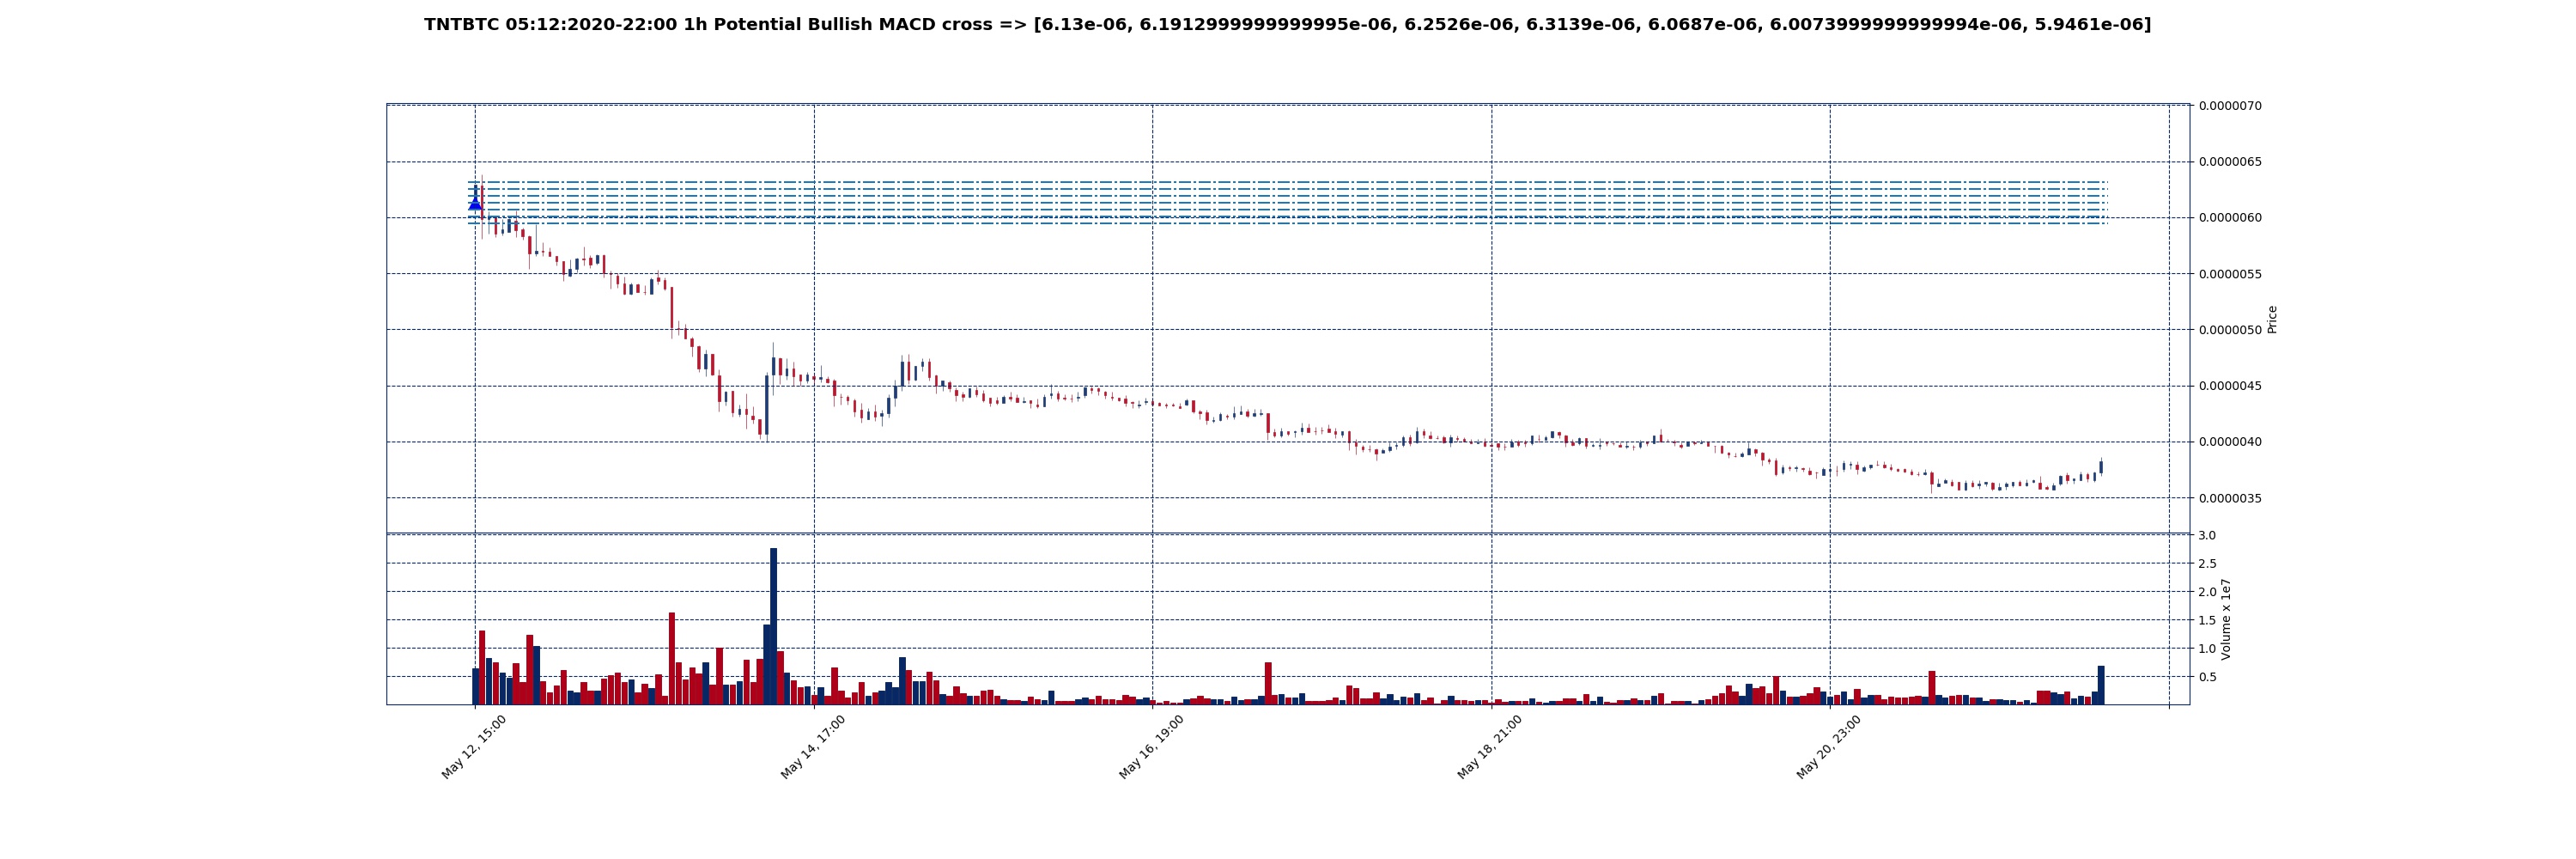 TNTBTC 05:12:2020-22:00 1h Potential Bullish MACD cross => [6.13e-06, 6.1912999999999995e-06, 6.2526e-06, 6.3139e-06, 6.0687e-06, 6.0073999999999994e-06, 5.9461e-06]
0.0000070
0.0000065
0.0000060
0.0000055
0.0000050
0.0000045
0.0000040
0.0000035
Price
3.0
2.5
2.0
1.5
1.0
0.5
Volume x 1e7
May 12, 15:00
May 14, 17:00
May 16, 19:00
May 18, 21:00
May 20, 23:00